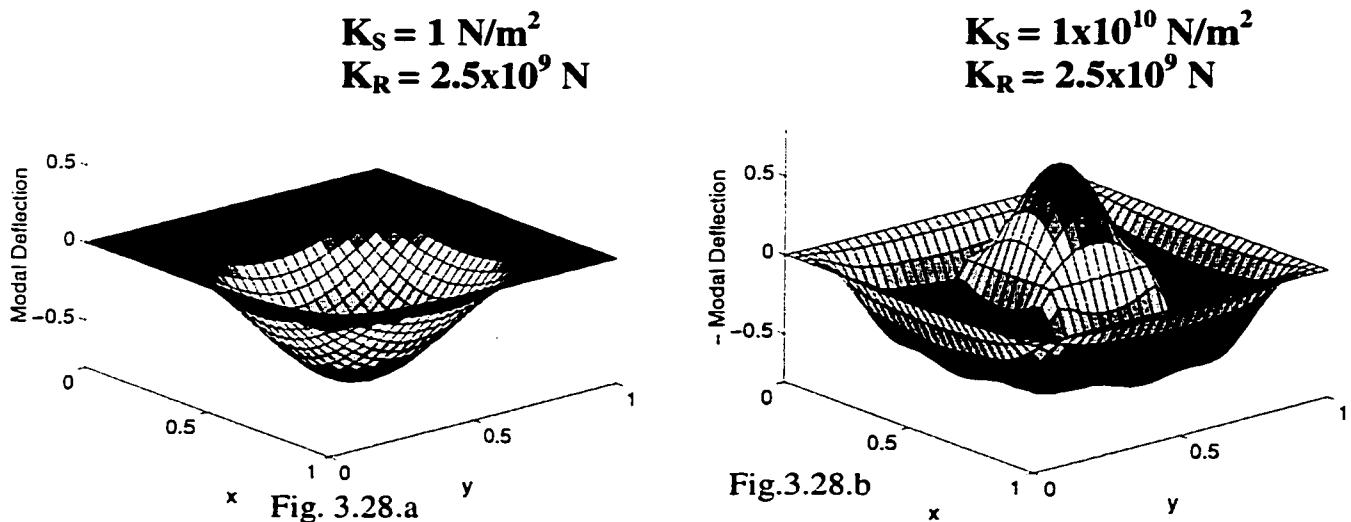 K_S = 1 N/m²
K_R = 2.5x10⁹ N
Modal Deflection
0.5
0
−0.5
0
0.5
1
x
0
0.5
1
y
Fig. 3.28.a
K_S = 1x10¹⁰ N/m²
K_R = 2.5x10⁹ N
- Modal Deflection
0.5
0
−0.5
0
0.5
1
x
0
0.5
1
y
Fig.3.28.b